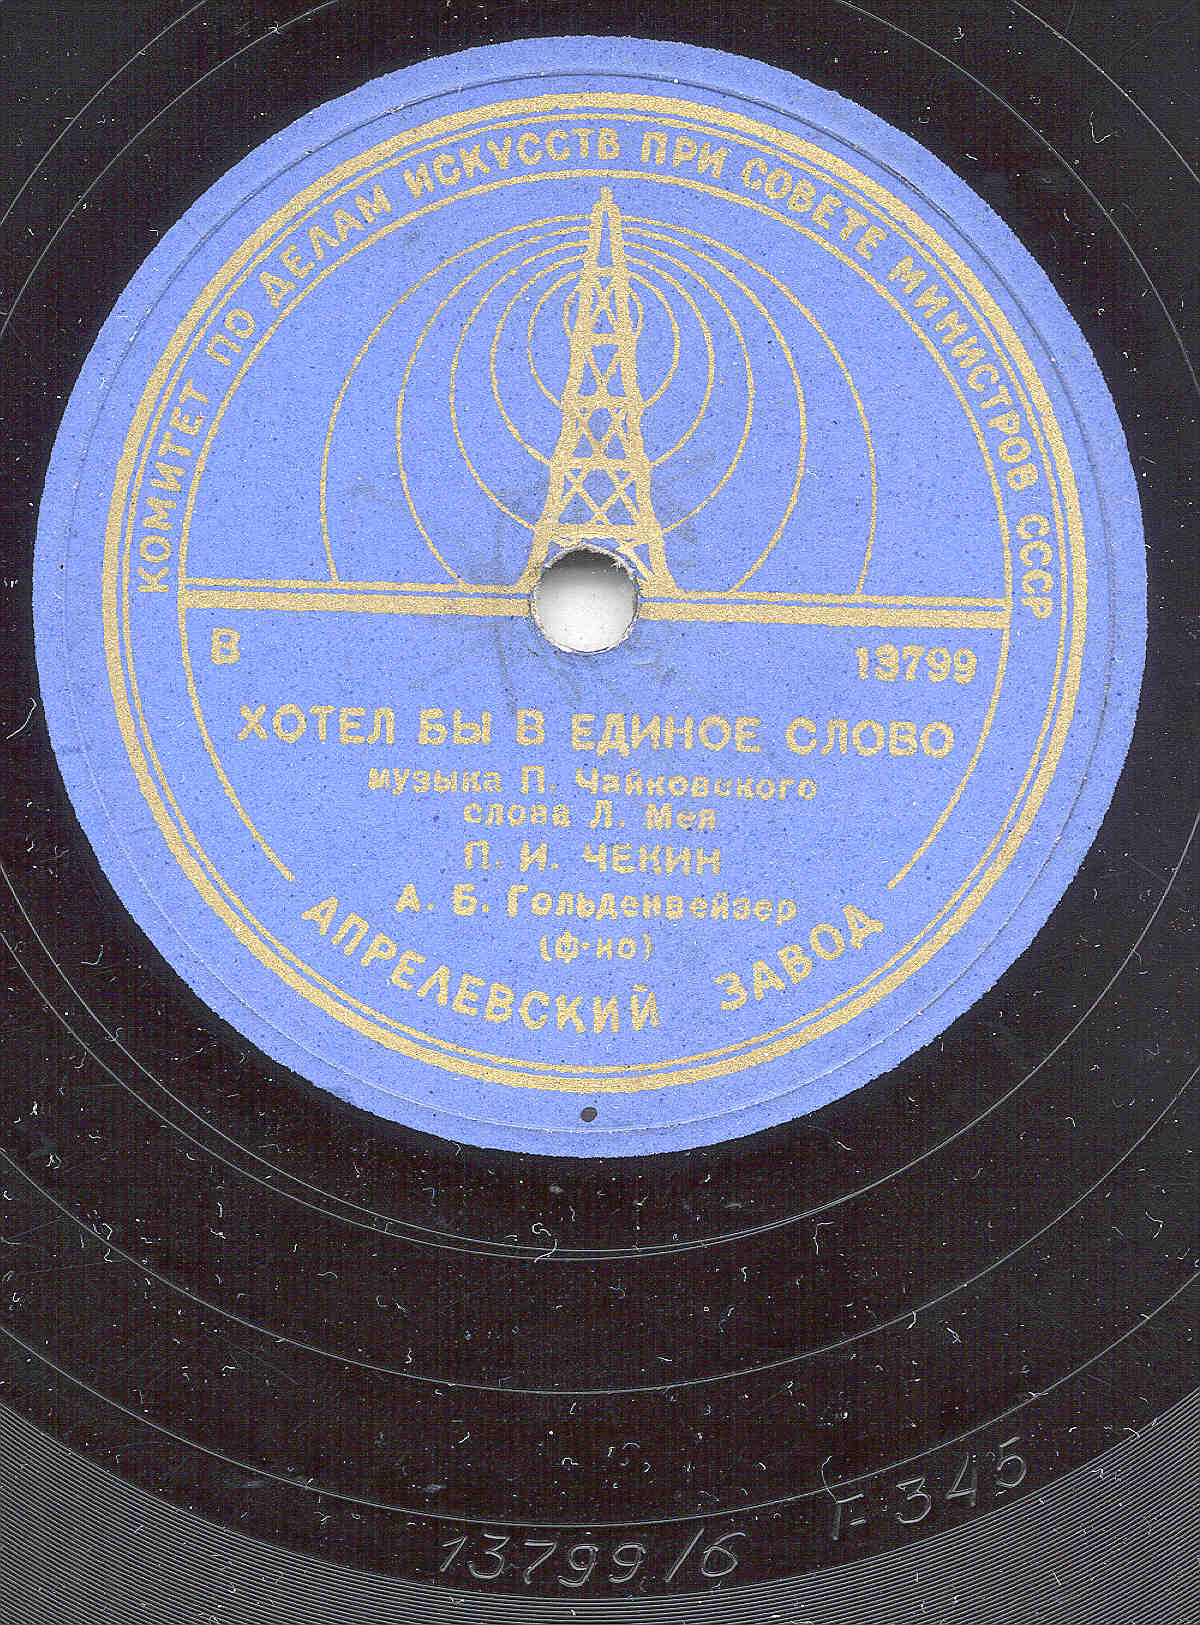 КОМИТЕТ ПО ДЕЛАМ ИСКУССТВ ПРИ СОВЕТЕ МИНИСТРОВ СССР
В 13799
ХОТЕЛ БЫ В ЕДИНОЕ СЛОВО
музыка П. Чайковского
слова Л. Мея
П. И. ЧЕКИН
А. Б. Гольденвейзер
(ф-но)
АПРЕЛЕВСКИЙ ЗАВОД
13799/6 F-345